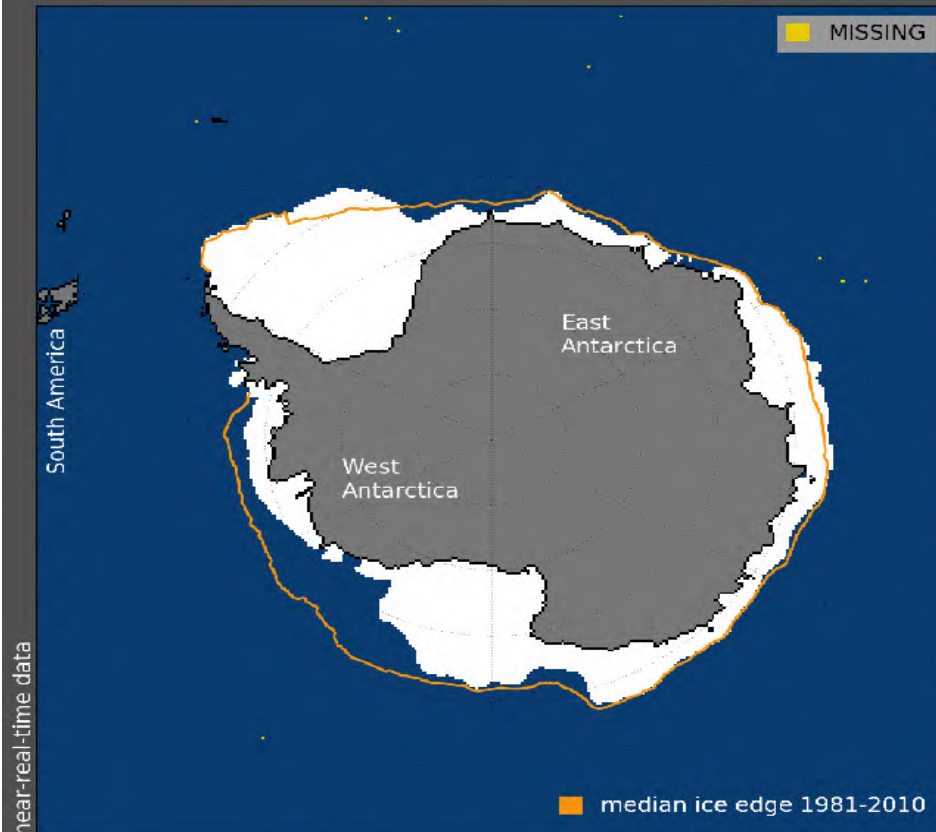 MISSING
East
Antarctica
South America
West
Antarctica
near-real-time data
median ice edge 1981-2010